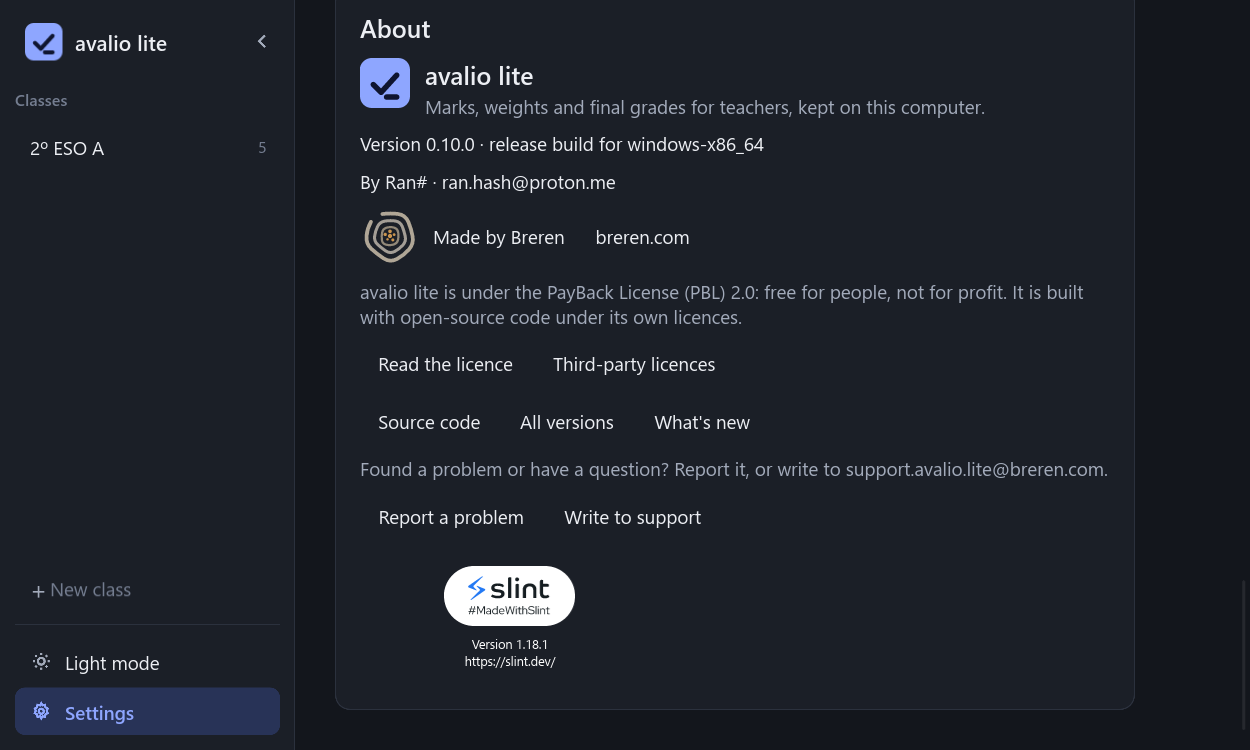 avalio lite
Classes
2º ESO A 5
+ New class
Light mode
Settings
About
avalio lite
Marks, weights and final grades for teachers, kept on this computer.
Version 0.10.0 · release build for windows-x86_64
By Ran# · ran.hash@proton.me
Made by Breren breren.com
avalio lite is under the PayBack License (PBL) 2.0: free for people, not for profit. It is built
with open-source code under its own licences.
Read the licence Third-party licences
Source code All versions What's new
Found a problem or have a question? Report it, or write to support.avalio.lite@breren.com.
Report a problem Write to support
slint
#MadeWithSlint
Version 1.18.1
https://slint.dev/